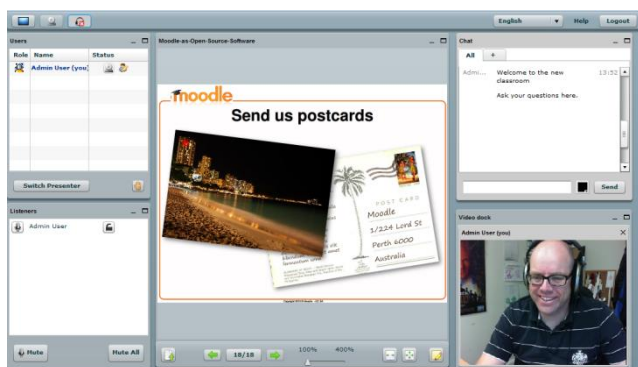 English
Help
Logout
Users
Role Name Status
Admin User [you]
Switch Presenter
Listeners
Admin User
Mute
Mute All
Moodle-as-Open-Source-Software
moodle
Send us postcards
POST CARD
Moodle
1/224 Lord St
Perth 6000
Australia
18/18
100% 400%
Chat
All +
Admi... Welcome to the new 13:52
classroom
Ask your questions here.
Send
Video dock
Admin User (you)